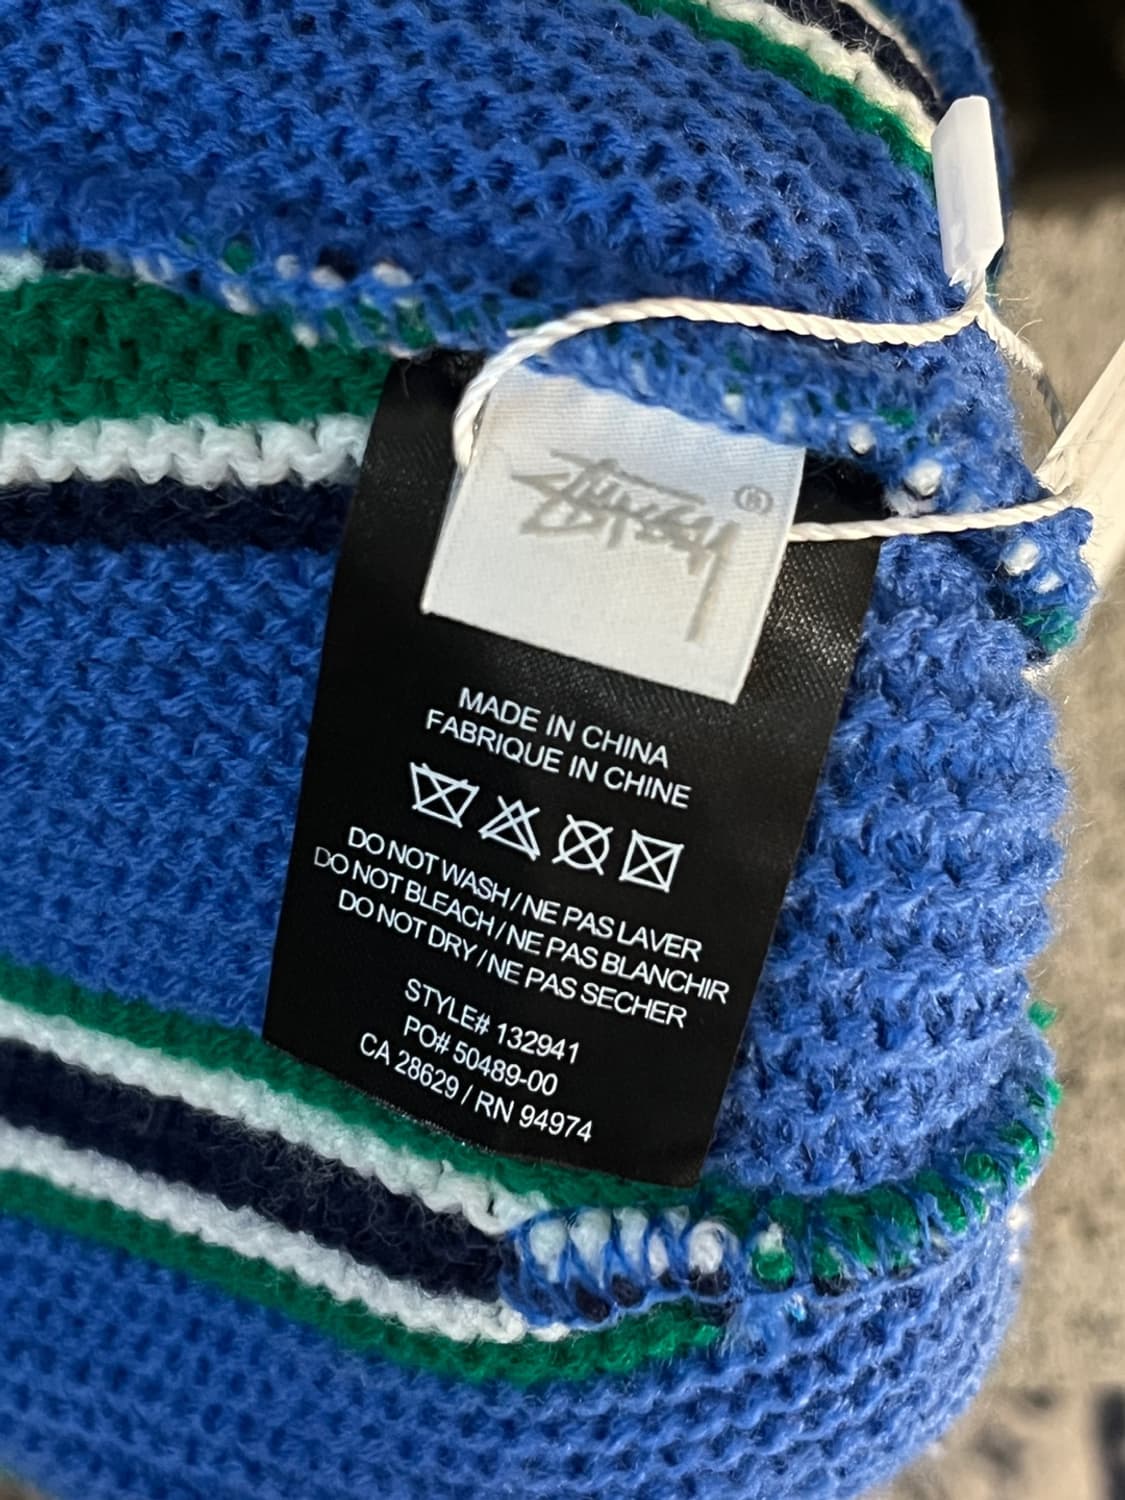 Stüssy®
MADE IN CHINA
FABRIQUE IN CHINE
DO NOT WASH / NE PAS LAVER
DO NOT BLEACH / NE PAS BLANCHIR
DO NOT DRY / NE PAS SECHER
STYLE# 132941
PO# 50489-00
CA 28629 / RN 94974